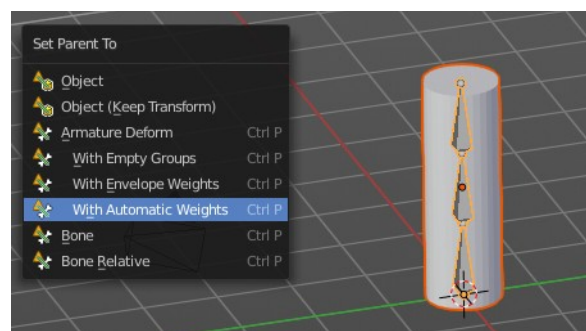 Set Parent To
Object
Object (Keep Transform)
Armature Deform Ctrl P
With Empty Groups Ctrl P
With Envelope Weights Ctrl P
With Automatic Weights Ctrl P
Bone Ctrl P
Bone Relative Ctrl P